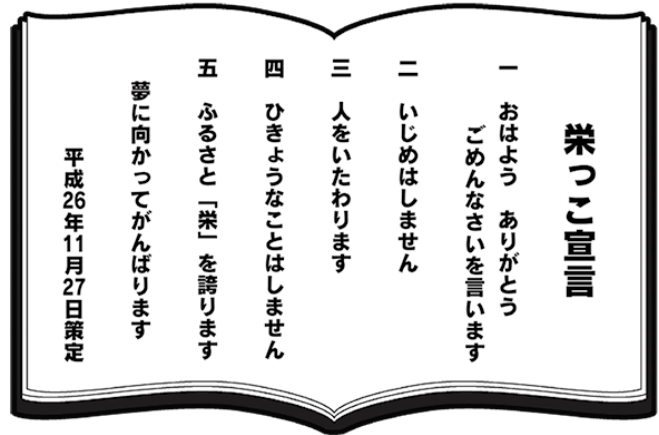 栄っこ宣言
一　おはよう　ありがとう
ごめんなさいを言います
二　いじめはしません
三　人をいたわります
四　ひきょうなことはしません
五　ふるさと「栄」を誇ります
夢に向かってがんばります
平成26年11月27日策定